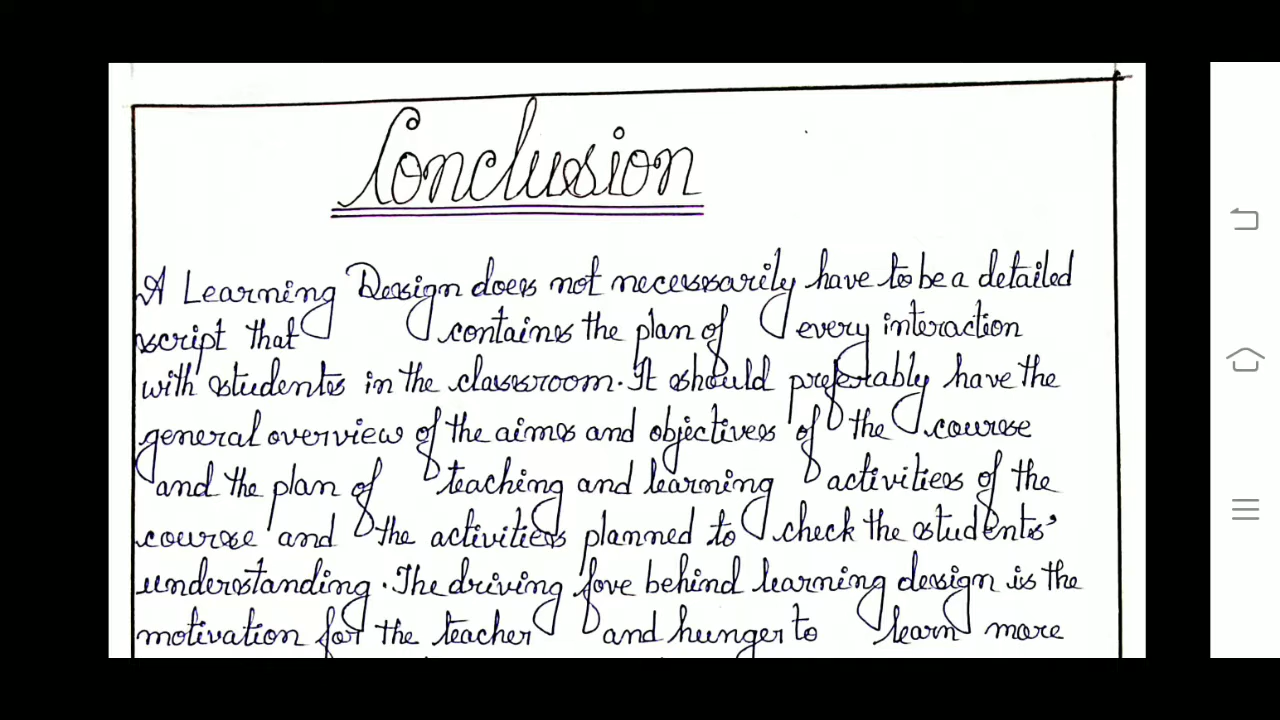 Conclusion
A Learning Design does not necessarily have to be a detailed
script that contains the plan of every interaction
with students in the classroom. It should preferably have the
general overview of the aims and objectives of the course
and the plan of teaching and learning activities of the
course and the activities planned to check the students'
understanding. The driving fove behind learning design is the
motivation for the teacher and hunger to learn more